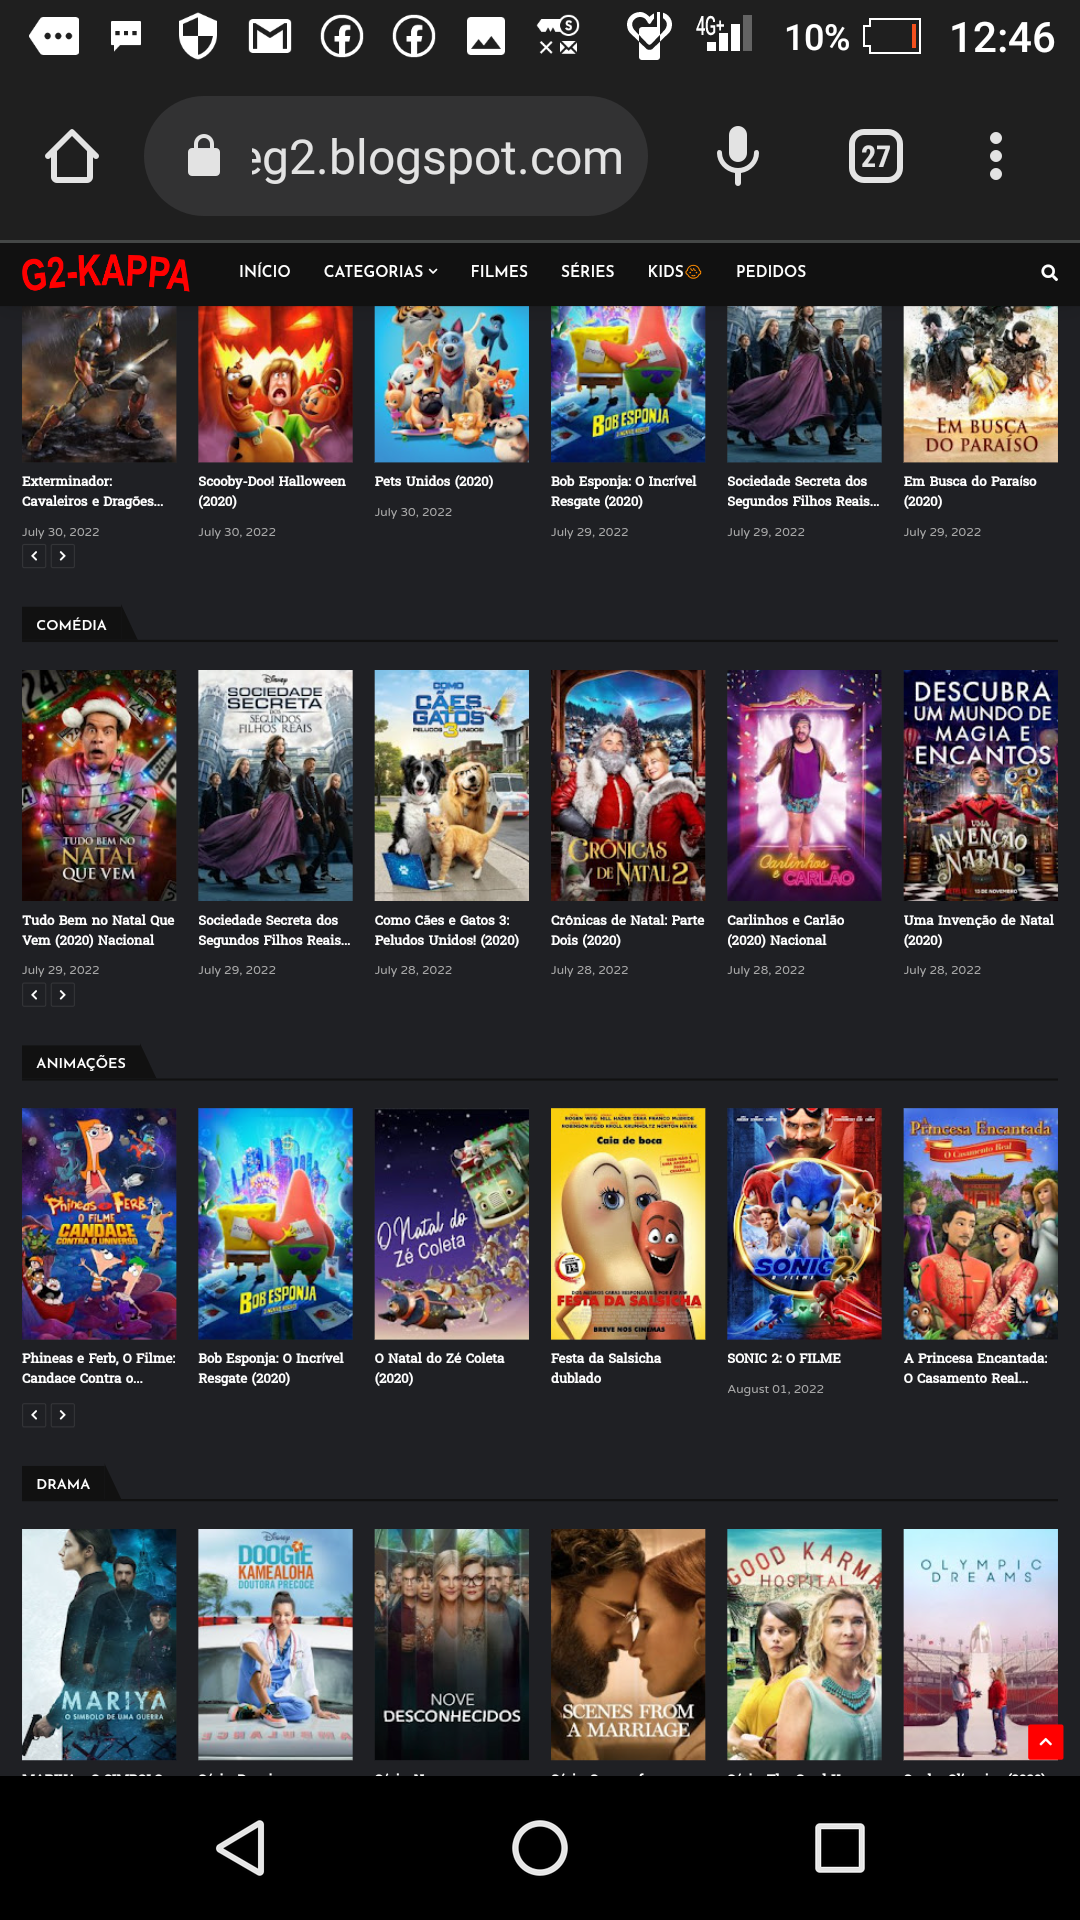 4G+
10%
12:46
eg2.blogspot.com
27
G2-KAPPA
INÍCIO
CATEGORIAS
FILMES
SÉRIES
KIDS
PEDIDOS
BOB ESPONJA
EM BUSCA
DO PARAÍSO
Exterminador:
Cavaleiros e Dragões...
July 30, 2022
Scooby-Doo! Halloween
(2020)
July 30, 2022
Pets Unidos (2020)
July 30, 2022
Bob Esponja: O Incrível
Resgate (2020)
July 29, 2022
Sociedade Secreta dos
Segundos Filhos Reais...
July 29, 2022
Em Busca do Paraíso
(2020)
July 29, 2022
COMÉDIA
24
24
24
TUDO BEM NO
NATAL
QUE VEM
Disney
SOCIEDADE
SECRETA
DOS
SEGUNDOS
FILHOS REAIS
COMO
CÃES
E
GATOS
3
PELUDOS UNIDOS!
CRÔNICAS
DE NATAL 2
Carlinhos
e CARLÃO
DESCUBRA
UM MUNDO DE
MAGIA E
ENCANTOS
UMA
INVENÇÃO
DE
NATAL
13 DE NOVEMBRO
Tudo Bem no Natal Que
Vem (2020) Nacional
July 29, 2022
Sociedade Secreta dos
Segundos Filhos Reais...
July 29, 2022
Como Cães e Gatos 3:
Peludos Unidos! (2020)
July 28, 2022
Crônicas de Natal: Parte
Dois (2020)
July 28, 2022
Carlinhos e Carlão
(2020) Nacional
July 28, 2022
Uma Invenção de Natal
(2020)
July 28, 2022
ANIMAÇÕES
Phineas e Ferb
O FILME
CANDACE
CONTRA O UNIVERSO
BOB ESPONJA
O Natal do
Zé Coleta
Caia de boca
FESTA DA SALSICHA
BREVE NOS CINEMAS
SONIC 2
O FILME
A Princesa Encantada
O Casamento Real
Phineas e Ferb, O Filme:
Candace Contra o...
Bob Esponja: O Incrível
Resgate (2020)
O Natal do Zé Coleta
(2020)
Festa da Salsicha
dublado
SONIC 2: O FILME
August 01, 2022
A Princesa Encantada:
O Casamento Real...
DRAMA
MARIYA
O SIMBOLO DE UMA GUERRA
Disney
DOOGIE
KAMEALOHA
DOUTORA PRECOCE
NOVE
DESCONHECIDOS
SCENES FROM
A MARRIAGE
GOOD KARMA
HOSPITAL
OLYMPIC
DREAMS